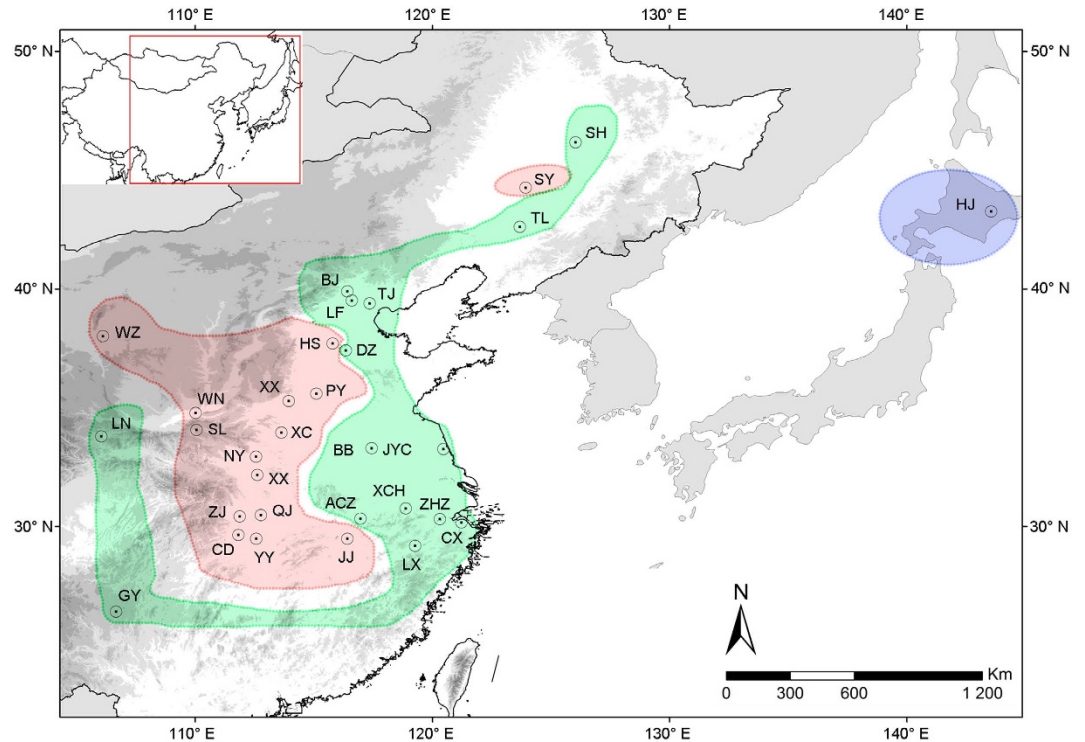 110° E 120° E 130° E 140° E
50° N 50° N
SH
SY
HJ
TL
BJ
TJ
40° N 40° N
LF
WZ
HS
DZ
XX PY
WN
LN SL XC
BB JYC
NY
XX
XCH
ZHZ
ACZ
ZJ QJ
30° N 30° N
CX
CD YY JJ LX
GY
N
Km
0 300 600 1 200
110° E 120° E 130° E 140° E